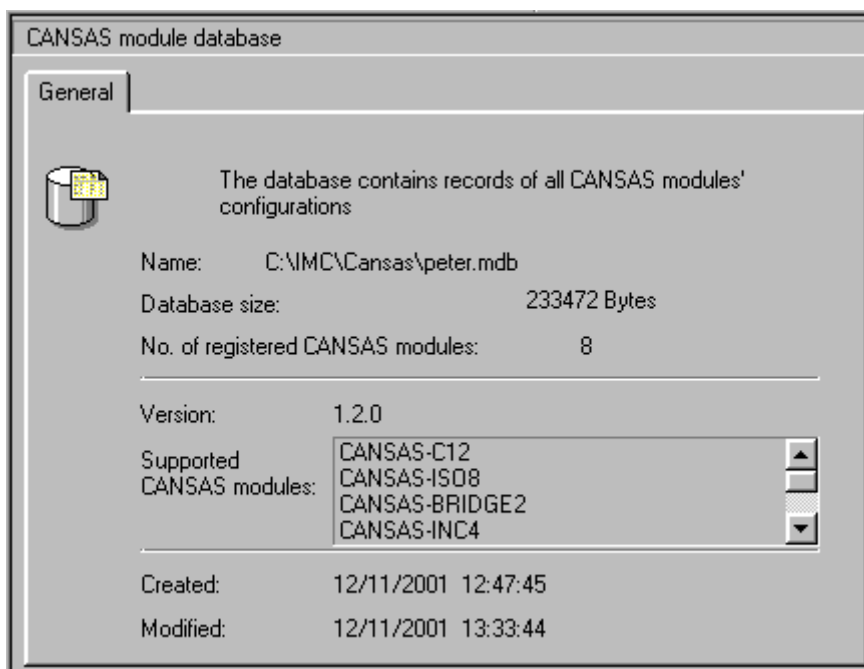 CANSAS module database
General
The database contains records of all CANSAS modules'
configurations
Name: C:\IMC\Cansas\peter.mdb
Database size: 233472 Bytes
No. of registered CANSAS modules: 8
Version: 1.2.0
Supported
CANSAS modules:
CANSAS-C12
CANSAS-ISO8
CANSAS-BRIDGE2
CANSAS-INC4
Created: 12/11/2001 12:47:45
Modified: 12/11/2001 13:33:44